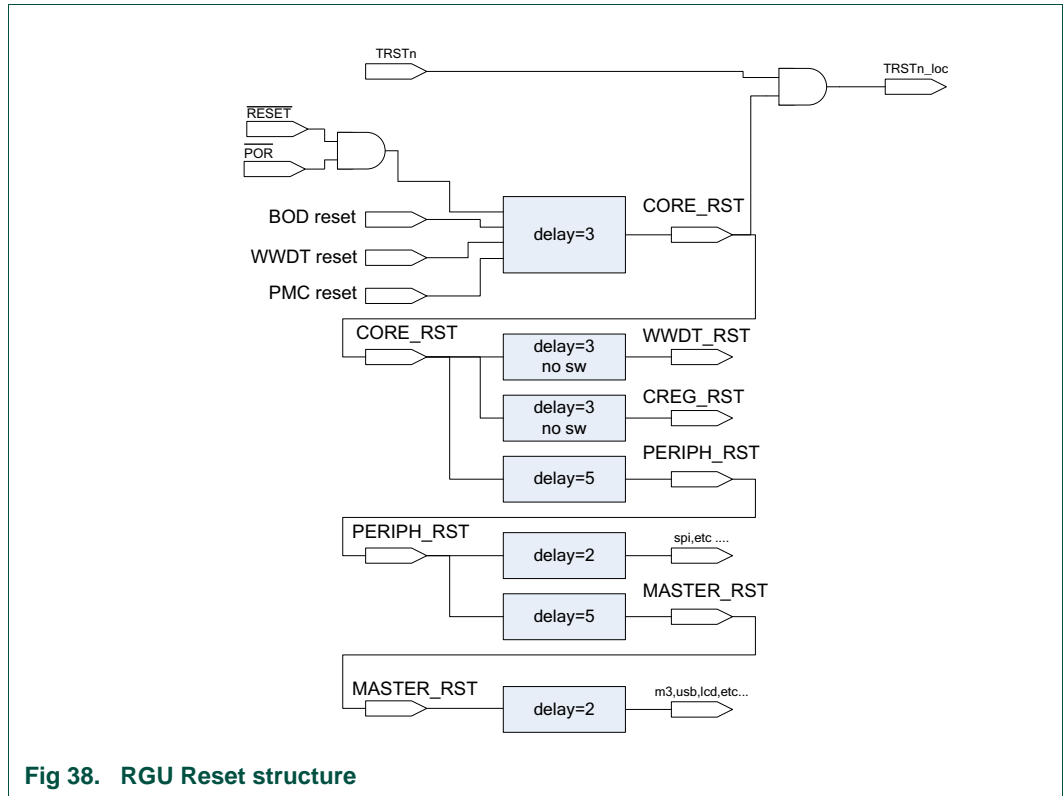 TRSTn
TRSTn_loc
RESET
POR
BOD reset
WWDT reset
PMC reset
delay=3
CORE_RST
CORE_RST
delay=3
no sw
WWDT_RST
delay=3
no sw
CREG_RST
delay=5
PERIPH_RST
PERIPH_RST
delay=2
spi,etc ....
delay=5
MASTER_RST
MASTER_RST
delay=2
m3,usb,lcd,etc...
Fig 38. RGU Reset structure